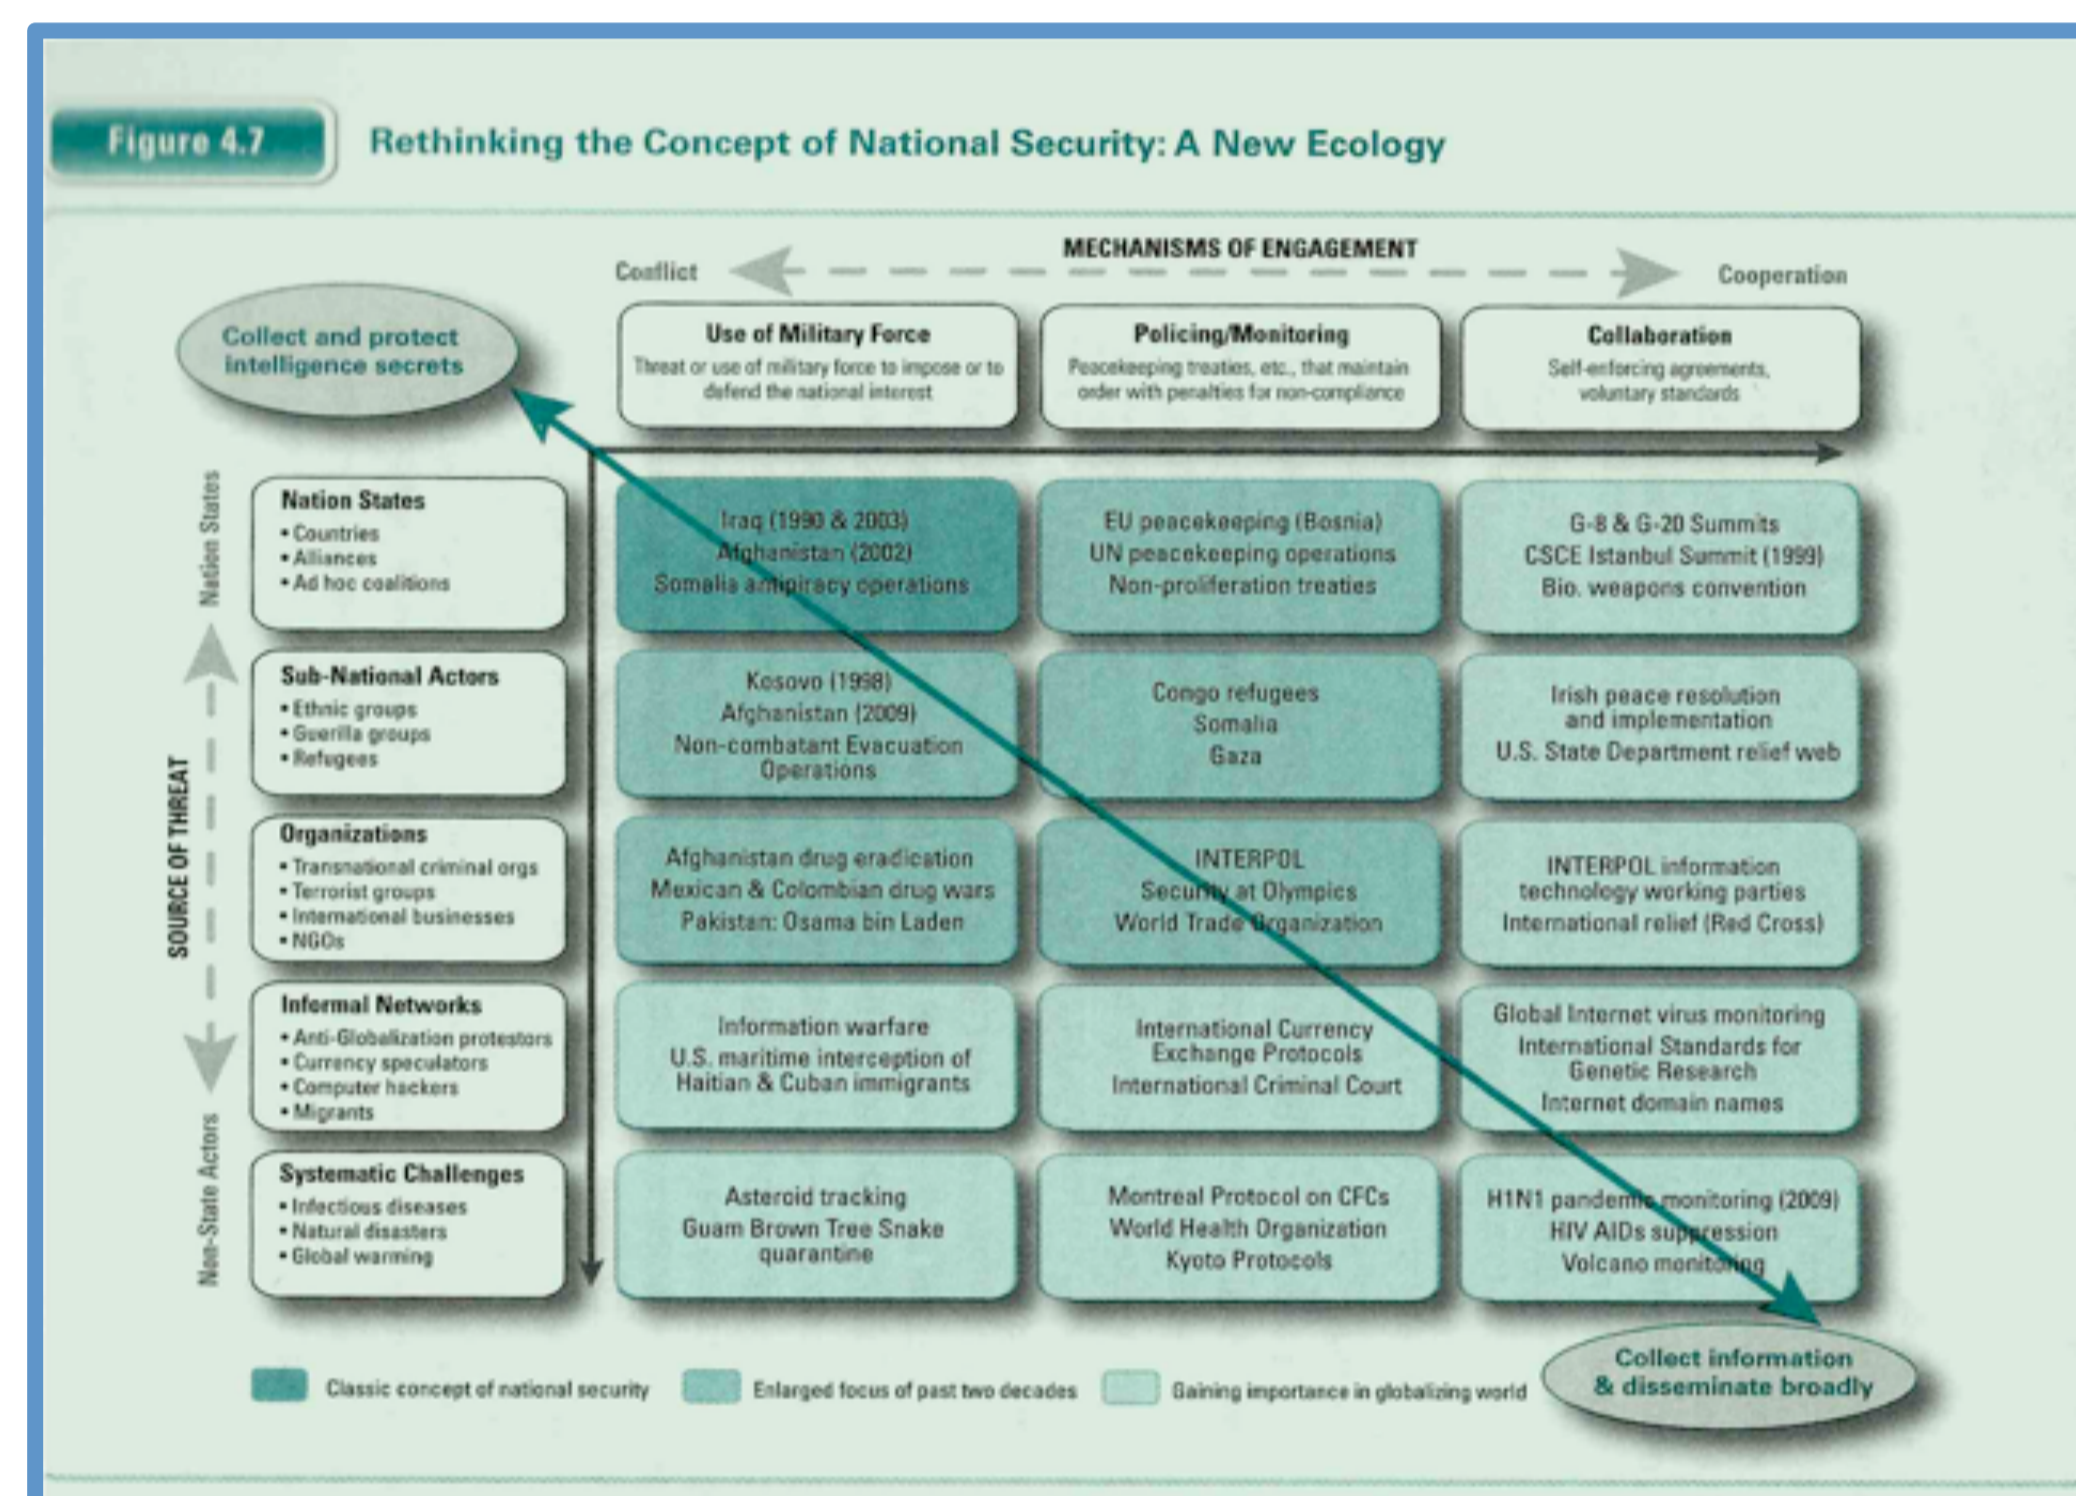 Figure 4.7
Rethinking the Concept of National Security: A New Ecology
MECHANISMS OF ENGAGEMENT
Conflict
Cooperation
Collect and protect
intelligence secrets
Use of Military Force
Threat or use of military force to impose or to
defend the national interest
Policing/Monitoring
Peacekeeping treaties, etc., that maintain
order with penalties for non-compliance
Collaboration
Self-enforcing agreements,
voluntary standards
SOURCE OF THREAT
Nation States
Non-State Actors
Nation States
• Countries
• Alliances
• Ad hoc coalitions
Iraq (1990 & 2003)
Afghanistan (2002)
Somalia antipiracy operations
EU peacekeeping (Bosnia)
UN peacekeeping operations
Non-proliferation treaties
G-8 & G-20 Summits
CSCE Istanbul Summit (1999)
Bio. weapons convention
Sub-National Actors
• Ethnic groups
• Guerilla groups
• Refugees
Kosovo (1998)
Afghanistan (2009)
Non-combatant Evacuation
Operations
Congo refugees
Somalia
Gaza
Irish peace resolution
and implementation
U.S. State Department relief web
Organizations
• Transnational criminal orgs
• Terrorist groups
• International businesses
• NGOs
Afghanistan drug eradication
Mexican & Colombian drug wars
Pakistan: Osama bin Laden
INTERPOL
Security at Olympics
World Trade Organization
INTERPOL information
technology working parties
International relief (Red Cross)
Informal Networks
• Anti-Globalization protestors
• Currency speculators
• Computer hackers
• Migrants
Information warfare
U.S. maritime interception of
Haitian & Cuban immigrants
International Currency
Exchange Protocols
International Criminal Court
Global Internet virus monitoring
International Standards for
Genetic Research
Internet domain names
Systematic Challenges
• Infectious diseases
• Natural disasters
• Global warming
Asteroid tracking
Guam Brown Tree Snake
quarantine
Montreal Protocol on CFCs
World Health Organization
Kyoto Protocols
H1N1 pandemic monitoring (2009)
HIV AIDs suppression
Volcano monitoring
Classic concept of national security
Enlarged focus of past two decades
Gaining importance in globalizing world
Collect information
& disseminate broadly